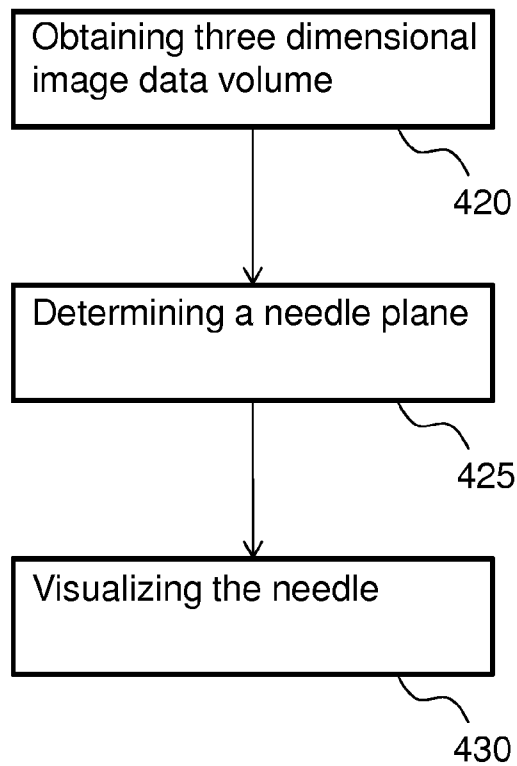 Obtaining three dimensional
image data volume
420
Determining a needle plane
425
Visualizing the needle
430